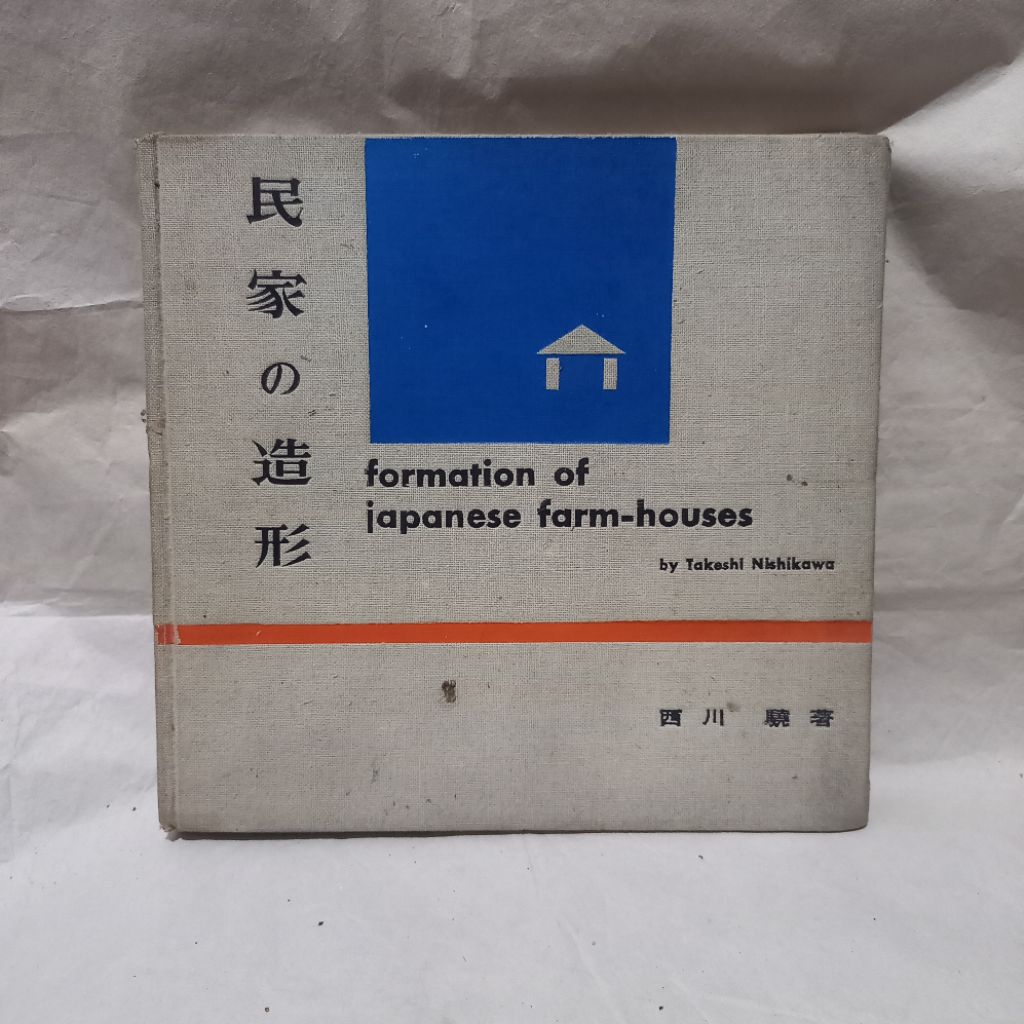 民家の造形
formation of
japanese farm-houses
by Takeshi Nishikawa
西川 驍著